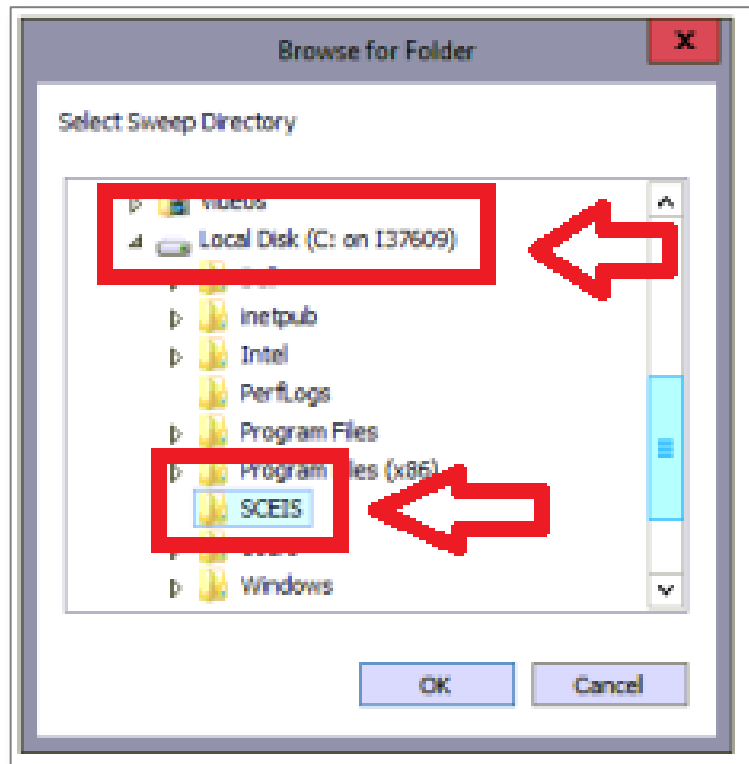 Browse for Folder
x
Select Sweep Directory
Videos
Local Disk (C: on I37609)
inetpub
Intel
PerfLogs
Program Files
Program Files (x86)
SCEIS
Users
Windows
OK
Cancel